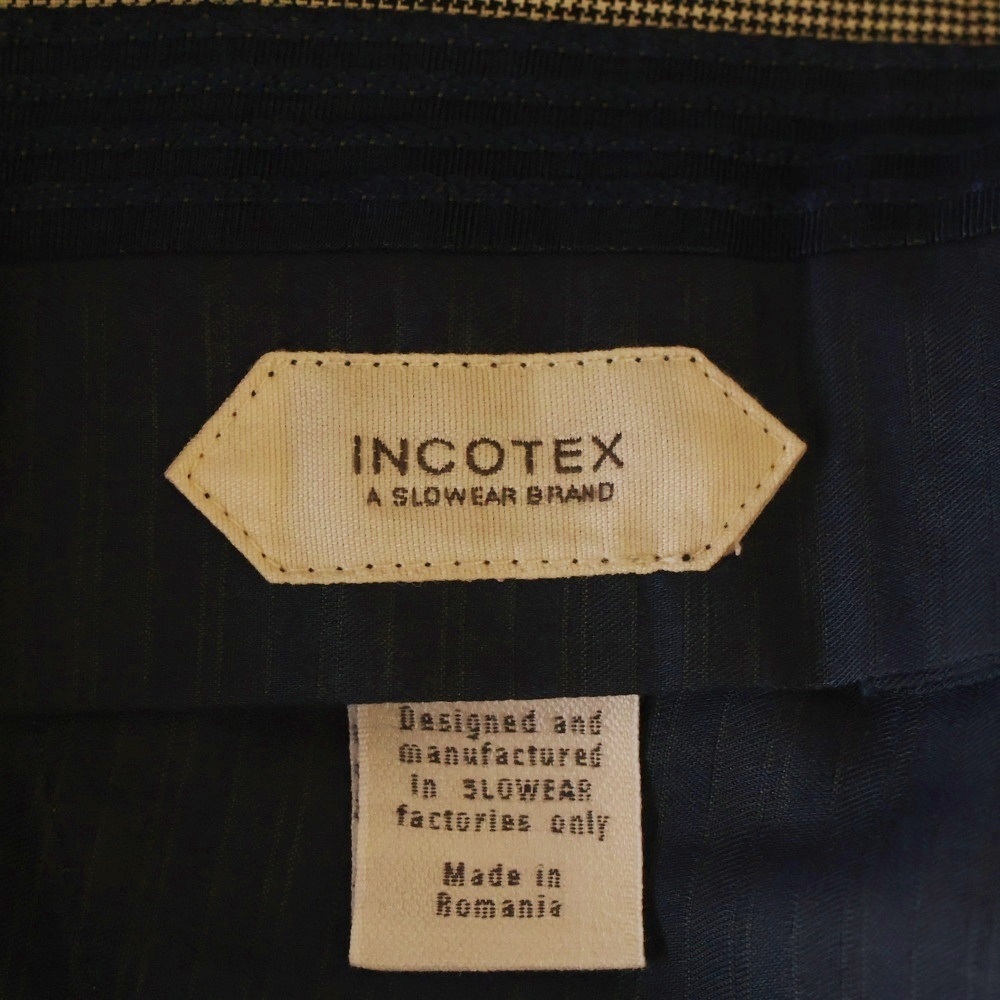 INCOTEX
A SLOWEAR BRAND
Designed and
manufactured
in SLOWEAR
factories only
Made in
Romania